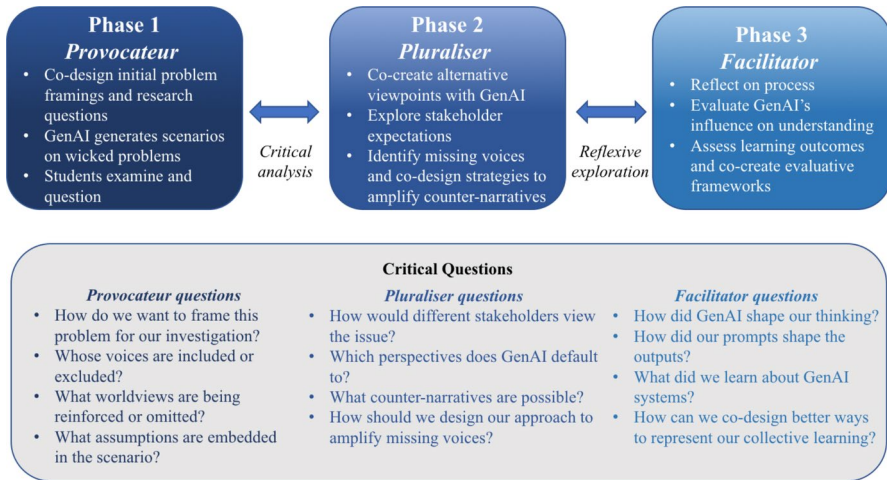 Phase 1
Provocateur
• Co-design initial problem
framings and research
questions
• GenAI generates scenarios
on wicked problems
• Students examine and
question
Critical
analysis
Phase 2
Pluraliser
• Co-create alternative
viewpoints with GenAI
• Explore stakeholder
expectations
• Identify missing voices
and co-design strategies to
amplify counter-narratives
Reflexive
exploration
Phase 3
Facilitator
• Reflect on process
• Evaluate GenAI's
influence on understanding
• Assess learning outcomes
and co-create evaluative
frameworks
Critical Questions
Provocateur questions
• How do we want to frame this
problem for our investigation?
• Whose voices are included or
excluded?
• What worldviews are being
reinforced or omitted?
• What assumptions are embedded
in the scenario?
Pluraliser questions
• How would different stakeholders view
the issue?
• Which perspectives does GenAI default
to?
• What counter-narratives are possible?
• How should we design our approach to
amplify missing voices?
Facilitator questions
• How did GenAI shape our thinking?
• How did our prompts shape the
outputs?
• What did we learn about GenAI
systems?
• How can we co-design better ways
to represent our collective learning?